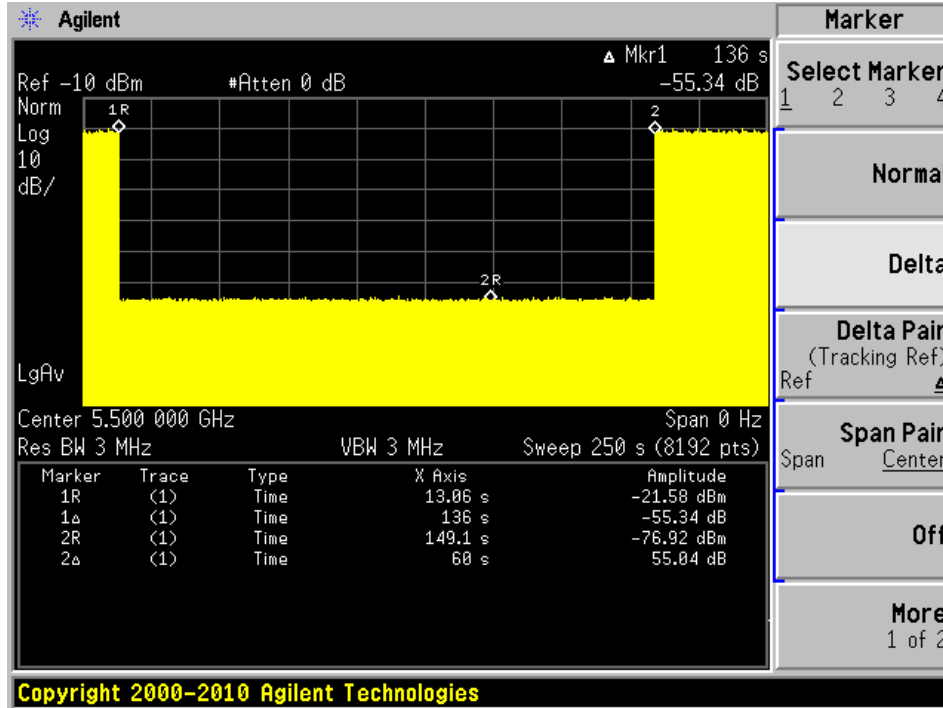 Agilent
Marker
Δ Mkr1 136 s
Ref -10 dBm #Atten 0 dB -55.34 dB
Norm
Log
10
dB/
1R
2
2R
LgAv
Center 5.500 000 GHz Span 0 Hz
Res BW 3 MHz VBW 3 MHz Sweep 250 s (8192 pts)
Marker Trace Type X Axis Amplitude
1R (1) Time 13.06 s -21.58 dBm
1Δ (1) Time 136 s -55.34 dB
2R (1) Time 149.1 s -76.92 dBm
2Δ (1) Time 60 s 55.04 dB
Select Marker
1 2 3 4
Norma
Delta
Delta Pair
(Tracking Ref)
Ref Δ
Span Pair
Span Center
Off
More
1 of 2
Copyright 2000-2010 Agilent Technologies